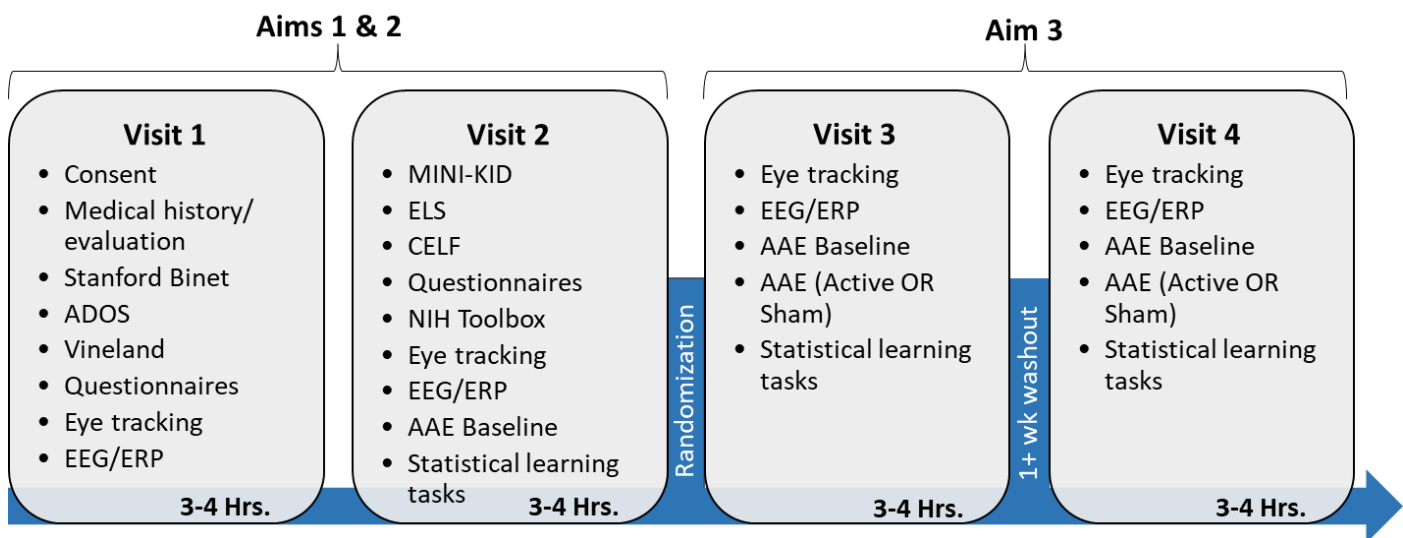 Aims 1 & 2
Aim 3
Visit 1
• Consent
• Medical history/
evaluation
• Stanford Binet
• ADOS
• Vineland
• Questionnaires
• Eye tracking
• EEG/ERP
3-4 Hrs.
Visit 2
• MINI-KID
• ELS
• CELF
• Questionnaires
• NIH Toolbox
• Eye tracking
• EEG/ERP
• AAE Baseline
• Statistical learning
tasks
3-4 Hrs.
Randomization
Visit 3
• Eye tracking
• EEG/ERP
• AAE Baseline
• AAE (Active OR
Sham)
• Statistical learning
tasks
3-4 Hrs.
1+ wk washout
Visit 4
• Eye tracking
• EEG/ERP
• AAE Baseline
• AAE (Active OR
Sham)
• Statistical learning
tasks
3-4 Hrs.